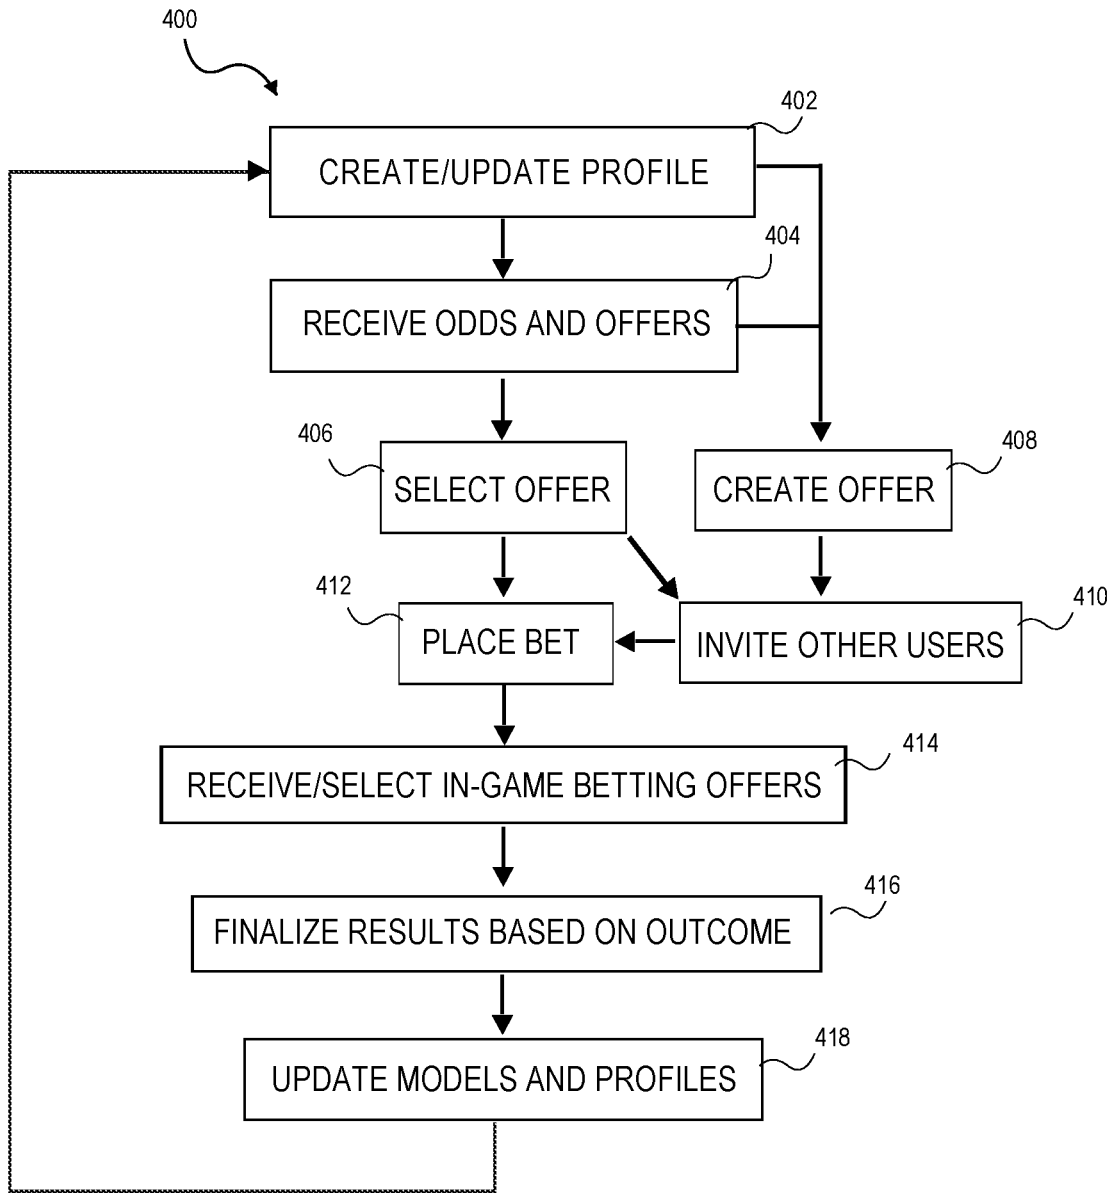 400
402
CREATE/UPDATE PROFILE
404
RECEIVE ODDS AND OFFERS
406
SELECT OFFER
408
CREATE OFFER
412
PLACE BET
410
INVITE OTHER USERS
414
RECEIVE/SELECT IN-GAME BETTING OFFERS
416
FINALIZE RESULTS BASED ON OUTCOME
418
UPDATE MODELS AND PROFILES